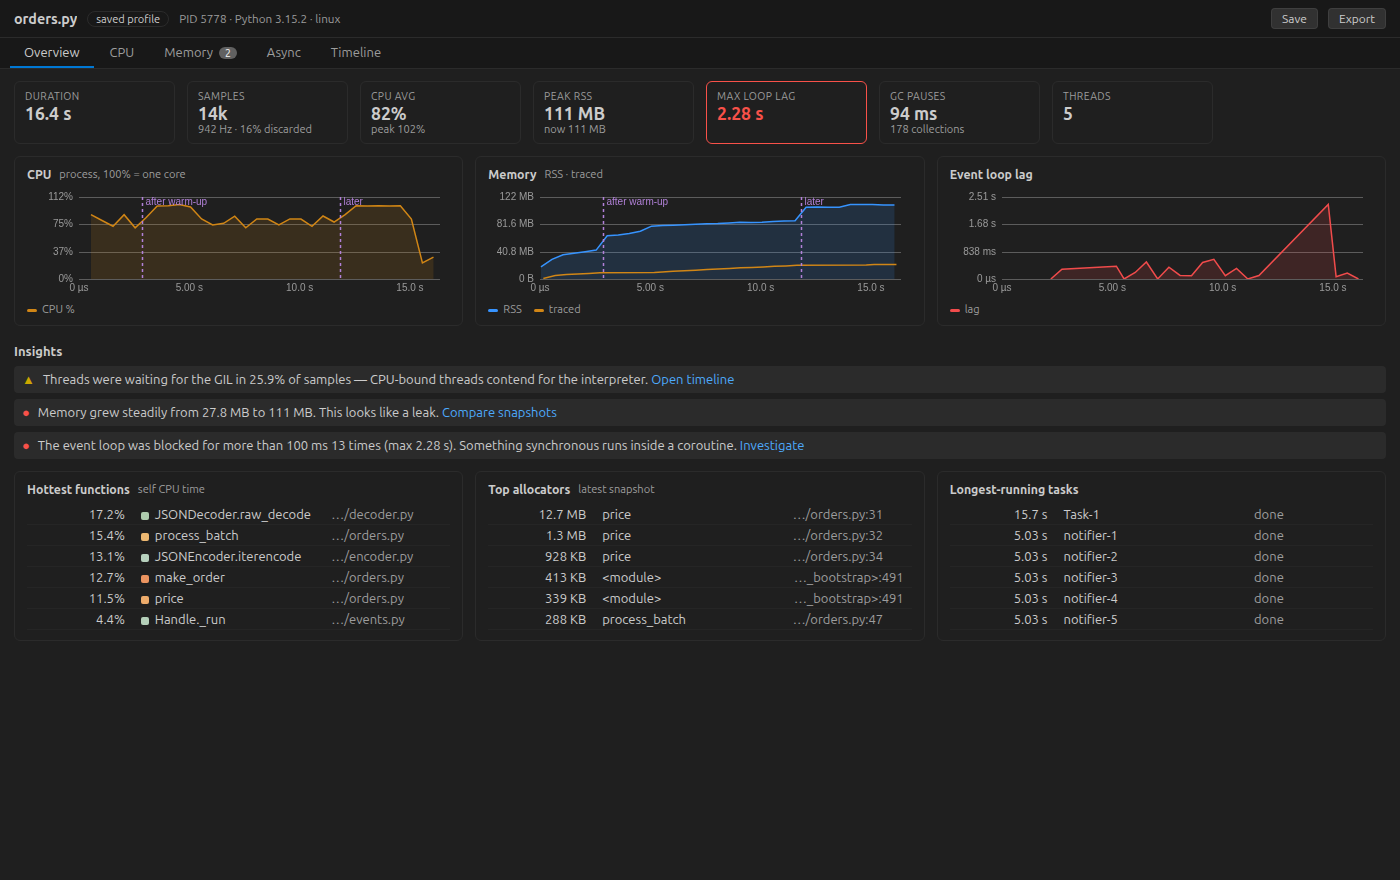 orders.py saved profile PID 5778 · Python 3.15.2 · linux Save Export
Overview CPU Memory 2 Async Timeline
DURATION
16.4 s
SAMPLES
14k
942 Hz · 16% discarded
CPU AVG
82%
peak 102%
PEAK RSS
111 MB
now 111 MB
MAX LOOP LAG
2.28 s
GC PAUSES
94 ms
178 collections
THREADS
5
CPU process, 100% = one core
112%
75%
37%
0%
after warm-up
later
0 µs 5.00 s 10.0 s 15.0 s
CPU %
Memory RSS · traced
122 MB
81.6 MB
40.8 MB
0 B
after warm-up
later
0 µs 5.00 s 10.0 s 15.0 s
RSS traced
Event loop lag
2.51 s
1.68 s
838 ms
0 µs
0 µs 5.00 s 10.0 s 15.0 s
lag
Insights
Threads were waiting for the GIL in 25.9% of samples — CPU-bound threads contend for the interpreter. Open timeline
Memory grew steadily from 27.8 MB to 111 MB. This looks like a leak. Compare snapshots
The event loop was blocked for more than 100 ms 13 times (max 2.28 s). Something synchronous runs inside a coroutine. Investigate
Hottest functions self CPU time
17.2% JSONDecoder.raw_decode …/decoder.py
15.4% process_batch …/orders.py
13.1% JSONEncoder.iterencode …/encoder.py
12.7% make_order …/orders.py
11.5% price …/orders.py
4.4% Handle._run …/events.py
Top allocators latest snapshot
12.7 MB price …/orders.py:31
1.3 MB price …/orders.py:32
928 KB price …/orders.py:34
413 KB <module> …_bootstrap>:491
339 KB <module> …_bootstrap>:491
288 KB process_batch …/orders.py:47
Longest-running tasks
15.7 s Task-1 done
5.03 s notifier-1 done
5.03 s notifier-2 done
5.03 s notifier-3 done
5.03 s notifier-4 done
5.03 s notifier-5 done